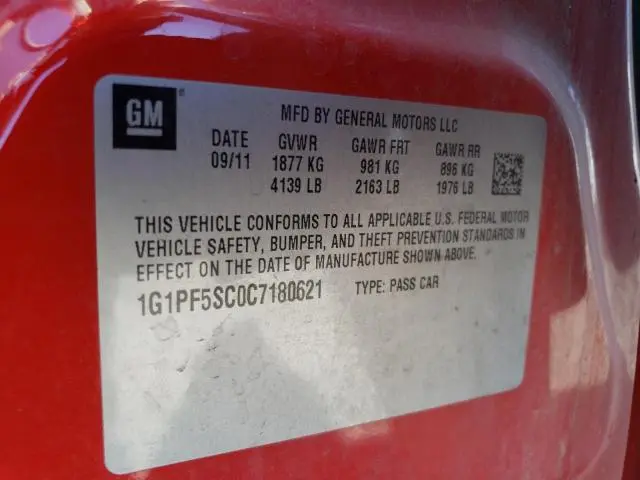 GM®
MFD BY GENERAL MOTORS LLC
DATE GVWR GAWR FRT GAWR RR
09/11 1877 KG 981 KG 896 KG
4139 LB 2163 LB 1976 LB
THIS VEHICLE CONFORMS TO ALL APPLICABLE U.S. FEDERAL MOTOR
VEHICLE SAFETY, BUMPER, AND THEFT PREVENTION STANDARDS IN
EFFECT ON THE DATE OF MANUFACTURE SHOWN ABOVE.
1G1PF5SC0C7180621 TYPE: PASS CAR